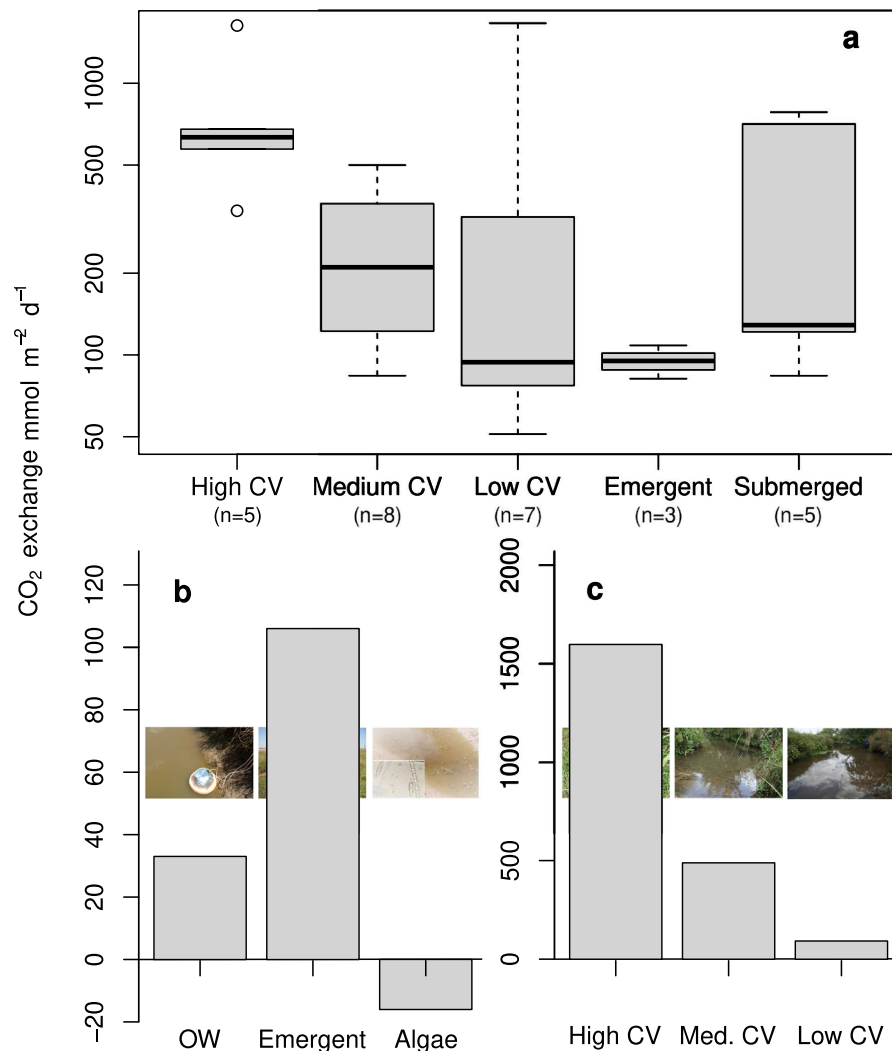 a
1000
500
200
100
50
High CV
Medium CV
Low CV
Emergent
Submerged
(n=5)
(n=8)
(n=7)
(n=3)
(n=5)
CO₂ exchange mmol m⁻² d⁻¹
b
120
100
80
60
40
20
0
−20
OW
Emergent
Algae
c
2000
1500
1000
500
0
High CV
Med. CV
Low CV